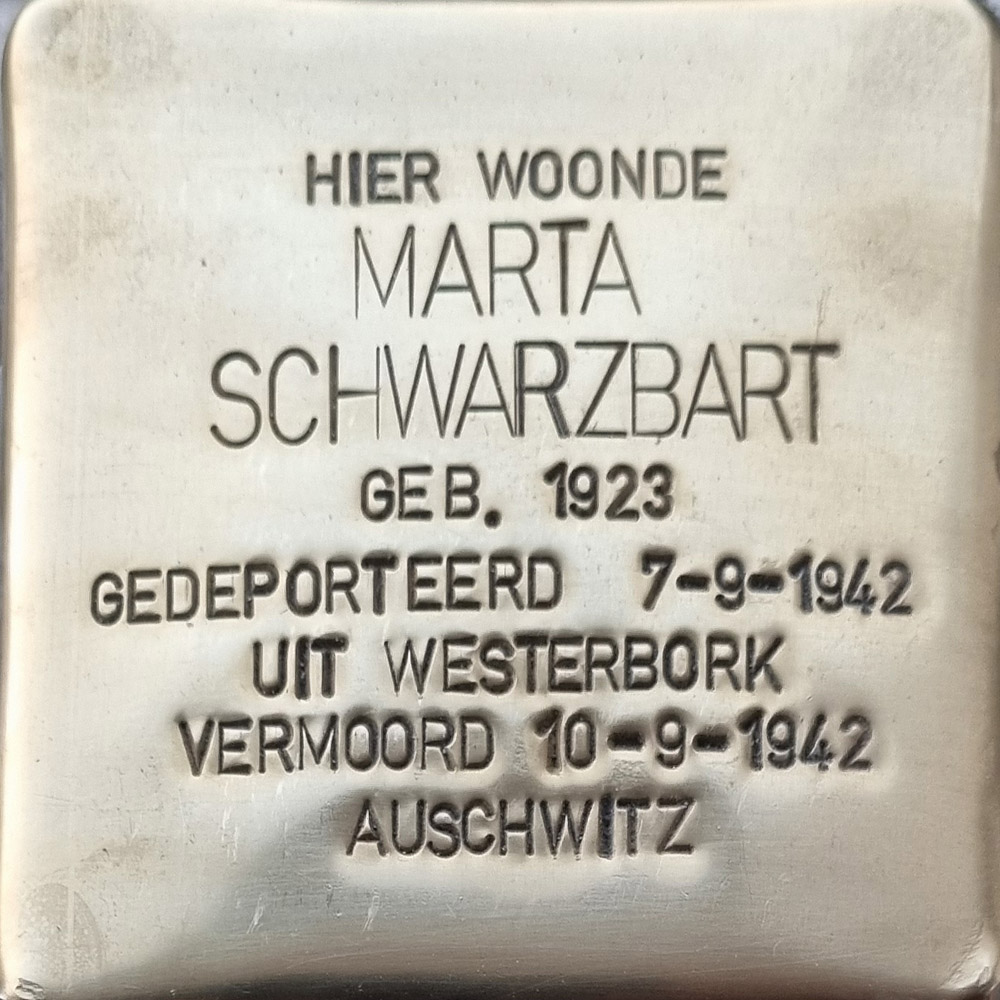 HIER WOONDE
MARTA
SCHWARZBART
GEB. 1923
GEDEPORTEERD 7-9-1942
UIT WESTERBORK
VERMOORD 10-9-1942
AUSCHWITZ